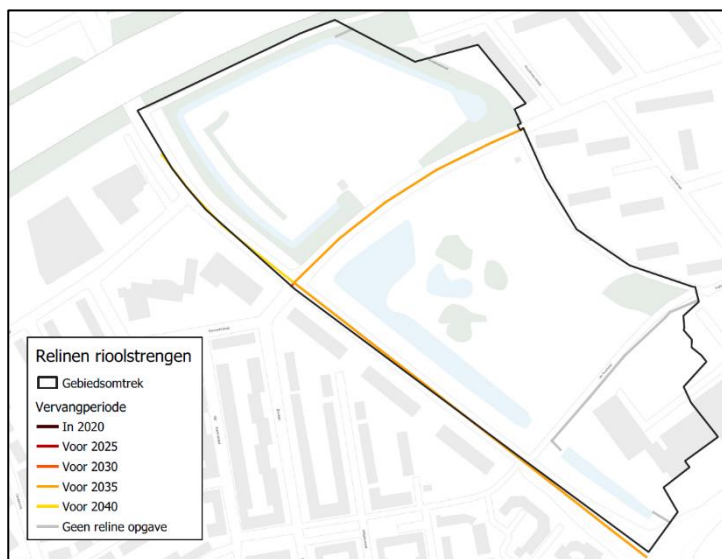 Relinen rioolstrengen
Gebiedsomtrek
Vervangperiode
In 2020
Voor 2025
Voor 2030
Voor 2035
Voor 2040
Geen reline opgave